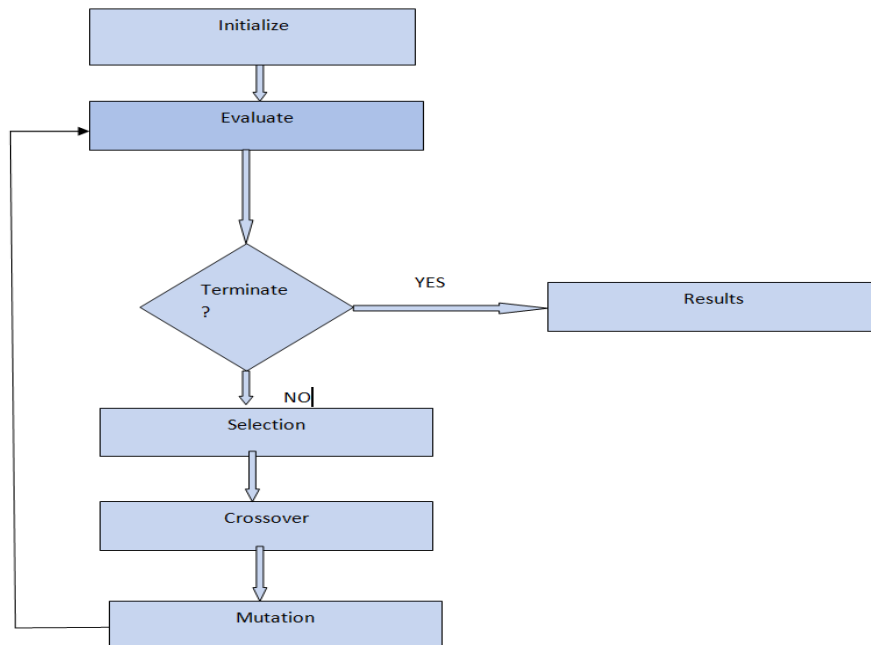 Initialize
Evaluate
Terminate
?
YES
Results
NO
Selection
Crossover
Mutation